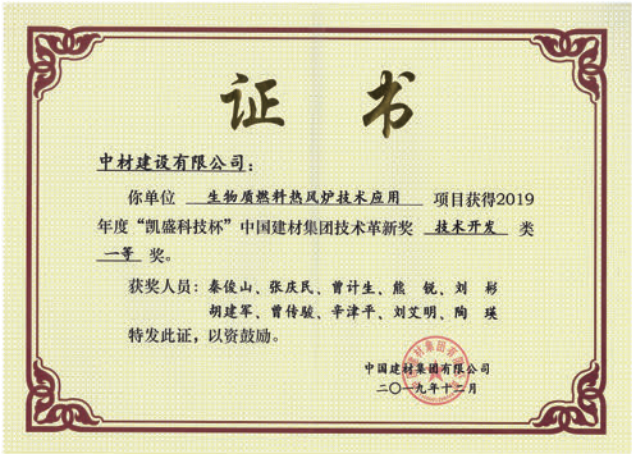 证 书
中材建设有限公司：
你单位 生物质燃料热风炉技术应用 项目获得2019
年度“凯盛科技杯”中国建材集团技术革新奖 技术开发 类
一等 奖。
获奖人员：秦俊山、张庆民、曾计生、熊 锐、刘 彬
胡建军、曾传骏、辛津平、刘艾明、陶 瑛
特发此证，以资鼓励。
中国建材集团有限公司
二〇一九年十二月